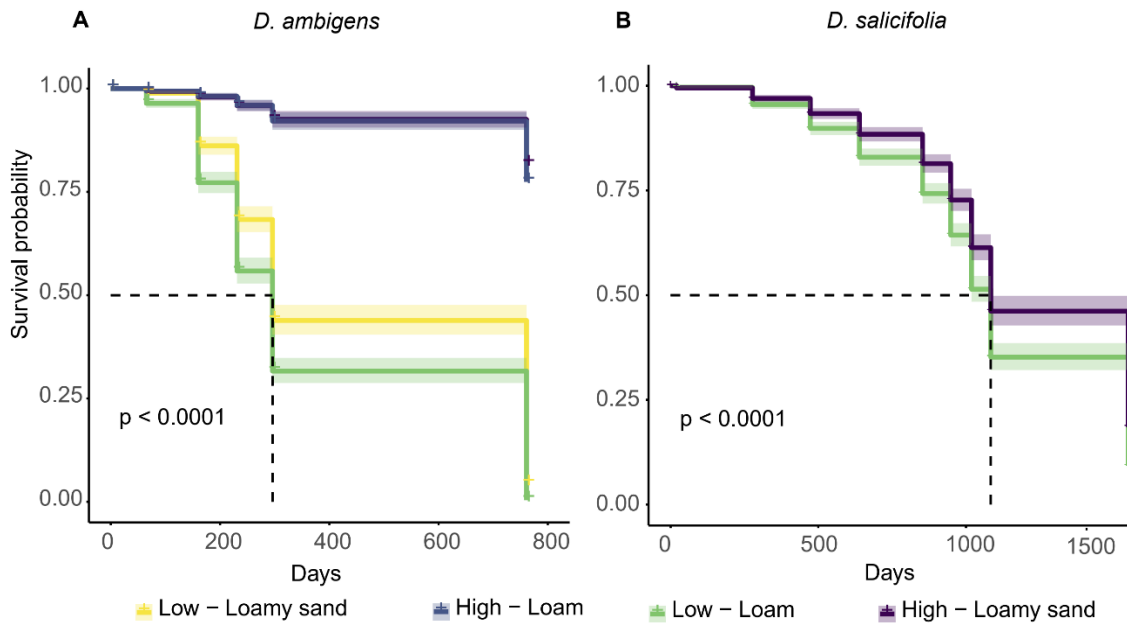 A D. ambigens
B D. salicifolia
Survival probability
1.00
0.75
0.50
0.25
0.00
p < 0.0001
0 200 400 600 800
Days
1.00
0.75
0.50
0.25
0.00
p < 0.0001
0 500 1000 1500
Days
Low − Loamy sand High − Loam Low − Loam High − Loamy sand